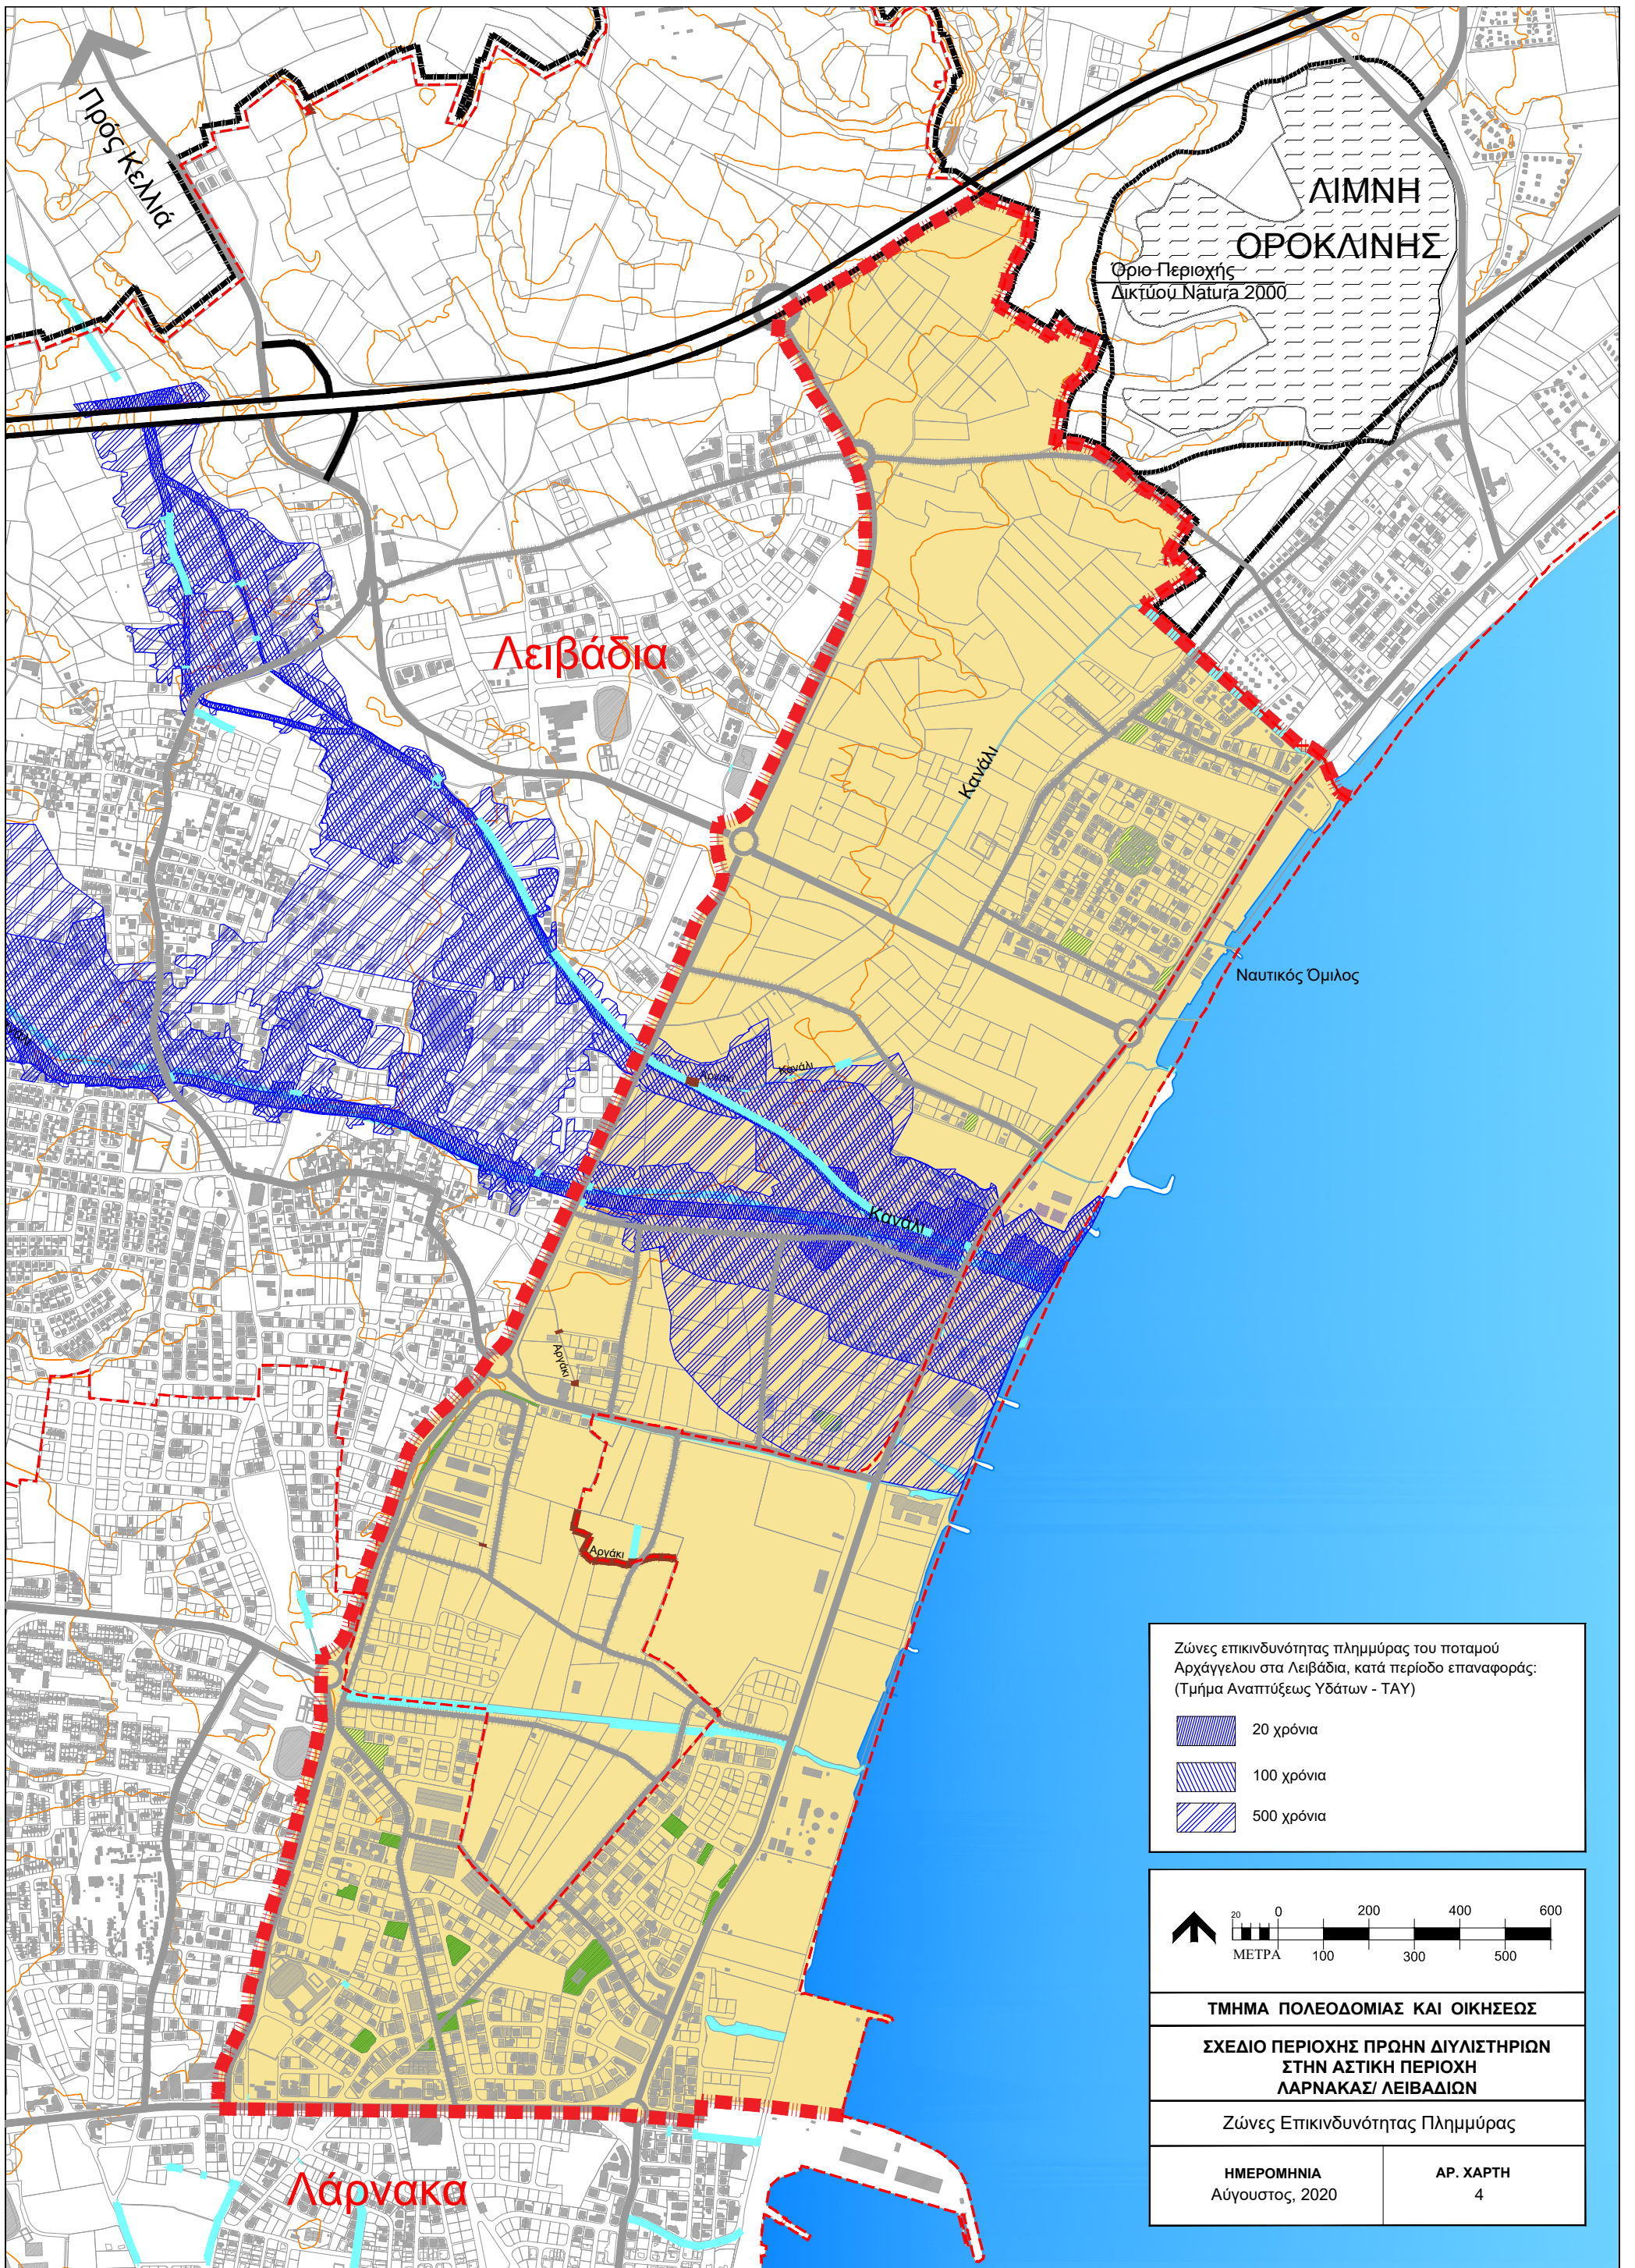 Πρός Κελλιά
ΛΙΜΝΗ
ΟΡΟΚΛΙΝΗΣ
Όριο Περιοχής
Δικτύου Natura 2000
Λειβάδια
Κανάλι
Ναυτικός Όμιλος
Αργάκι
Κανάλι
Κανάλι
Αργάκι
Αργάκι
Λάρνακα
Ζώνες επικινδυνότητας πλημμύρας του ποταμού
Αρχάγγελου στα Λειβάδια, κατά περίοδο επαναφοράς:
(Τμήμα Αναπτύξεως Υδάτων - ΤΑΥ)
20 χρόνια
100 χρόνια
500 χρόνια
20 0 200 400 600
ΜΕΤΡΑ 100 300 500
ΤΜΗΜΑ ΠΟΛΕΟΔΟΜΙΑΣ ΚΑΙ ΟΙΚΗΣΕΩΣ
ΣΧΕΔΙΟ ΠΕΡΙΟΧΗΣ ΠΡΩΗΝ ΔΙΥΛΙΣΤΗΡΙΩΝ
ΣΤΗΝ ΑΣΤΙΚΗ ΠΕΡΙΟΧΗ
ΛΑΡΝΑΚΑΣ/ ΛΕΙΒΑΔΙΩΝ
Ζώνες Επικινδυνότητας Πλημμύρας
ΗΜΕΡΟΜΗΝΙΑ
Αύγουστος, 2020
ΑΡ. ΧΑΡΤΗ
4